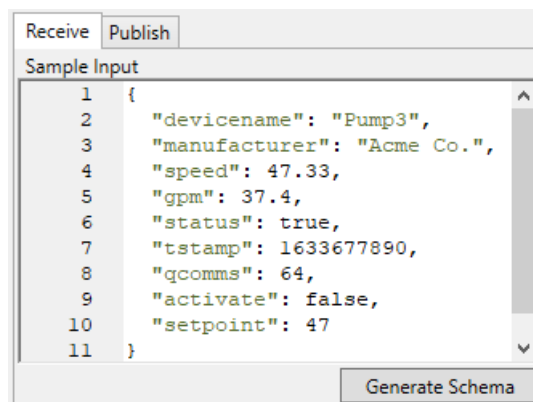 Receive Publish
Sample Input
1 {
2 "devicename": "Pump3",
3 "manufacturer": "Acme Co.",
4 "speed": 47.33,
5 "gpm": 37.4,
6 "status": true,
7 "tstamp": 1633677890,
8 "qcomms": 64,
9 "activate": false,
10 "setpoint": 47
11 }
Generate Schema